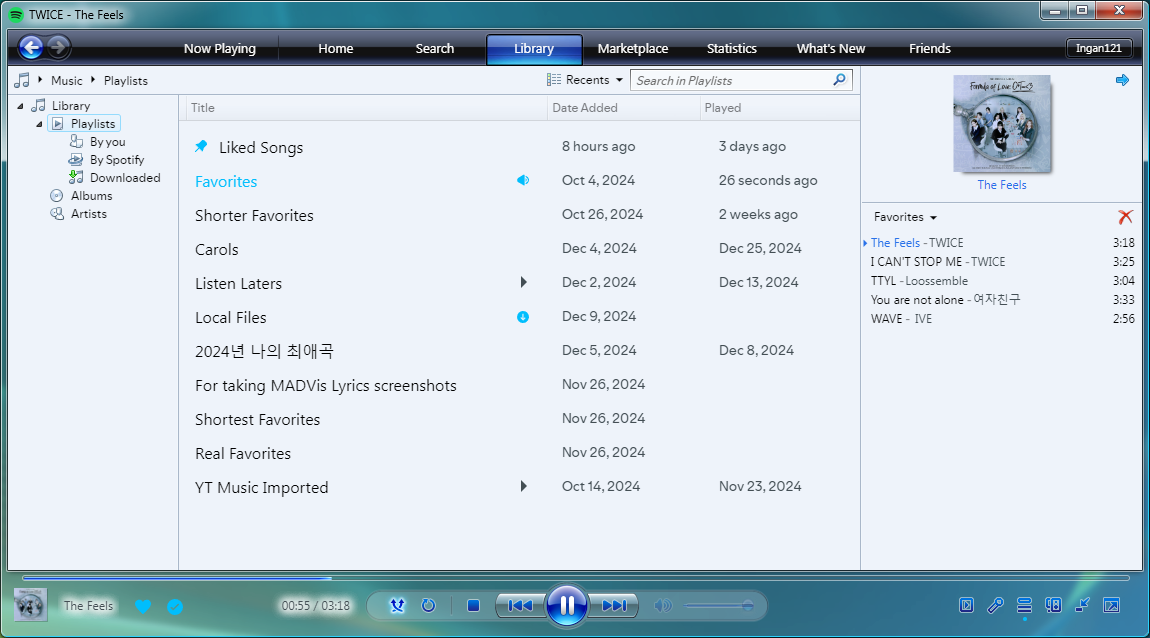 TWICE - The Feels
Now Playing
Home
Search
Library
Marketplace
Statistics
What's New
Friends
Ingan121
Music
Playlists
Recents
Search in Playlists
Library
Playlists
By you
By Spotify
Downloaded
Albums
Artists
Title Date Added Played
Liked Songs 8 hours ago 3 days ago
Favorites Oct 4, 2024 26 seconds ago
Shorter Favorites Oct 26, 2024 2 weeks ago
Carols Dec 4, 2024 Dec 25, 2024
Listen Laters Dec 2, 2024 Dec 13, 2024
Local Files Dec 9, 2024
2024년 나의 최애곡 Dec 5, 2024 Dec 8, 2024
For taking MADVis Lyrics screenshots Nov 26, 2024
Shortest Favorites Nov 26, 2024
Real Favorites Nov 26, 2024
YT Music Imported Oct 14, 2024 Nov 23, 2024
Formula of Love: O+T=<3
The Feels
Favorites
The Feels - TWICE 3:18
I CAN'T STOP ME - TWICE 3:25
TTYL - Loossemble 3:04
You are not alone - 여자친구 3:33
WAVE - IVE 2:56
The Feels
00:55 / 03:18